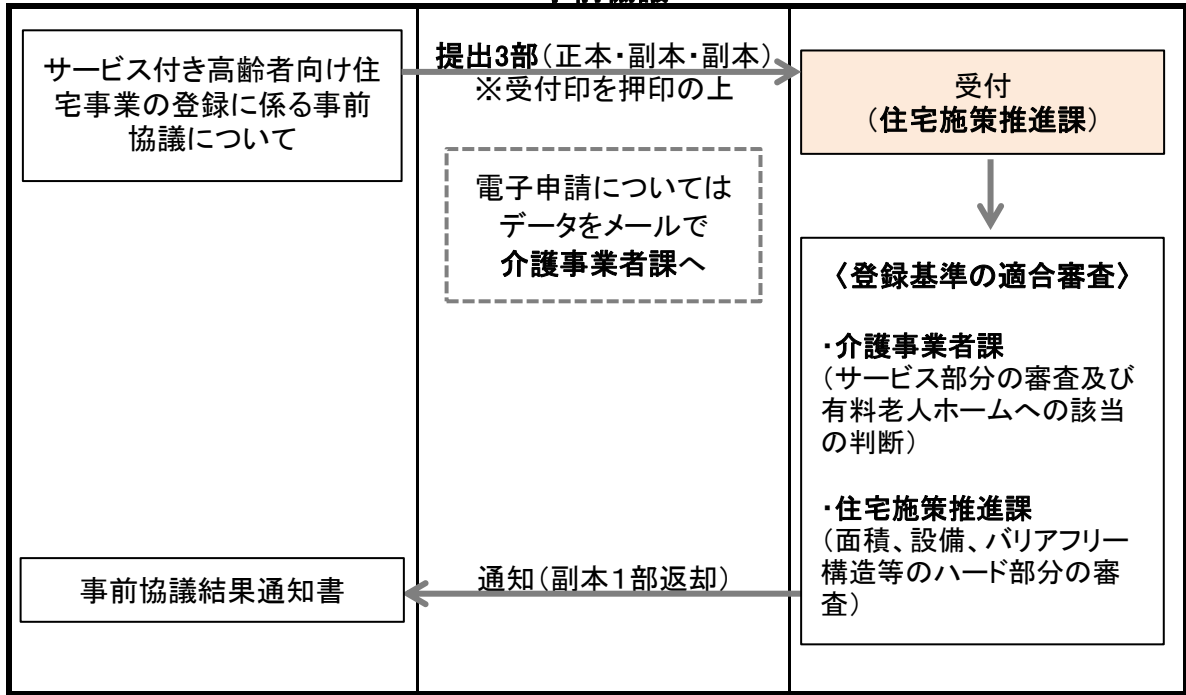 サービス付き高齢者向け住
宅事業の登録に係る事前
協議について
提出3部(正本・副本・副本)
※受付印を押印の上
電子申請については
データをメールで
介護事業者課へ
受付
(住宅施策推進課)
〈登録基準の適合審査〉
・介護事業者課
(サービス部分の審査及び
有料老人ホームへの該当
の判断)
・住宅施策推進課
(面積、設備、バリアフリー
構造等のハード部分の審
査)
通知(副本1部返却)
事前協議結果通知書